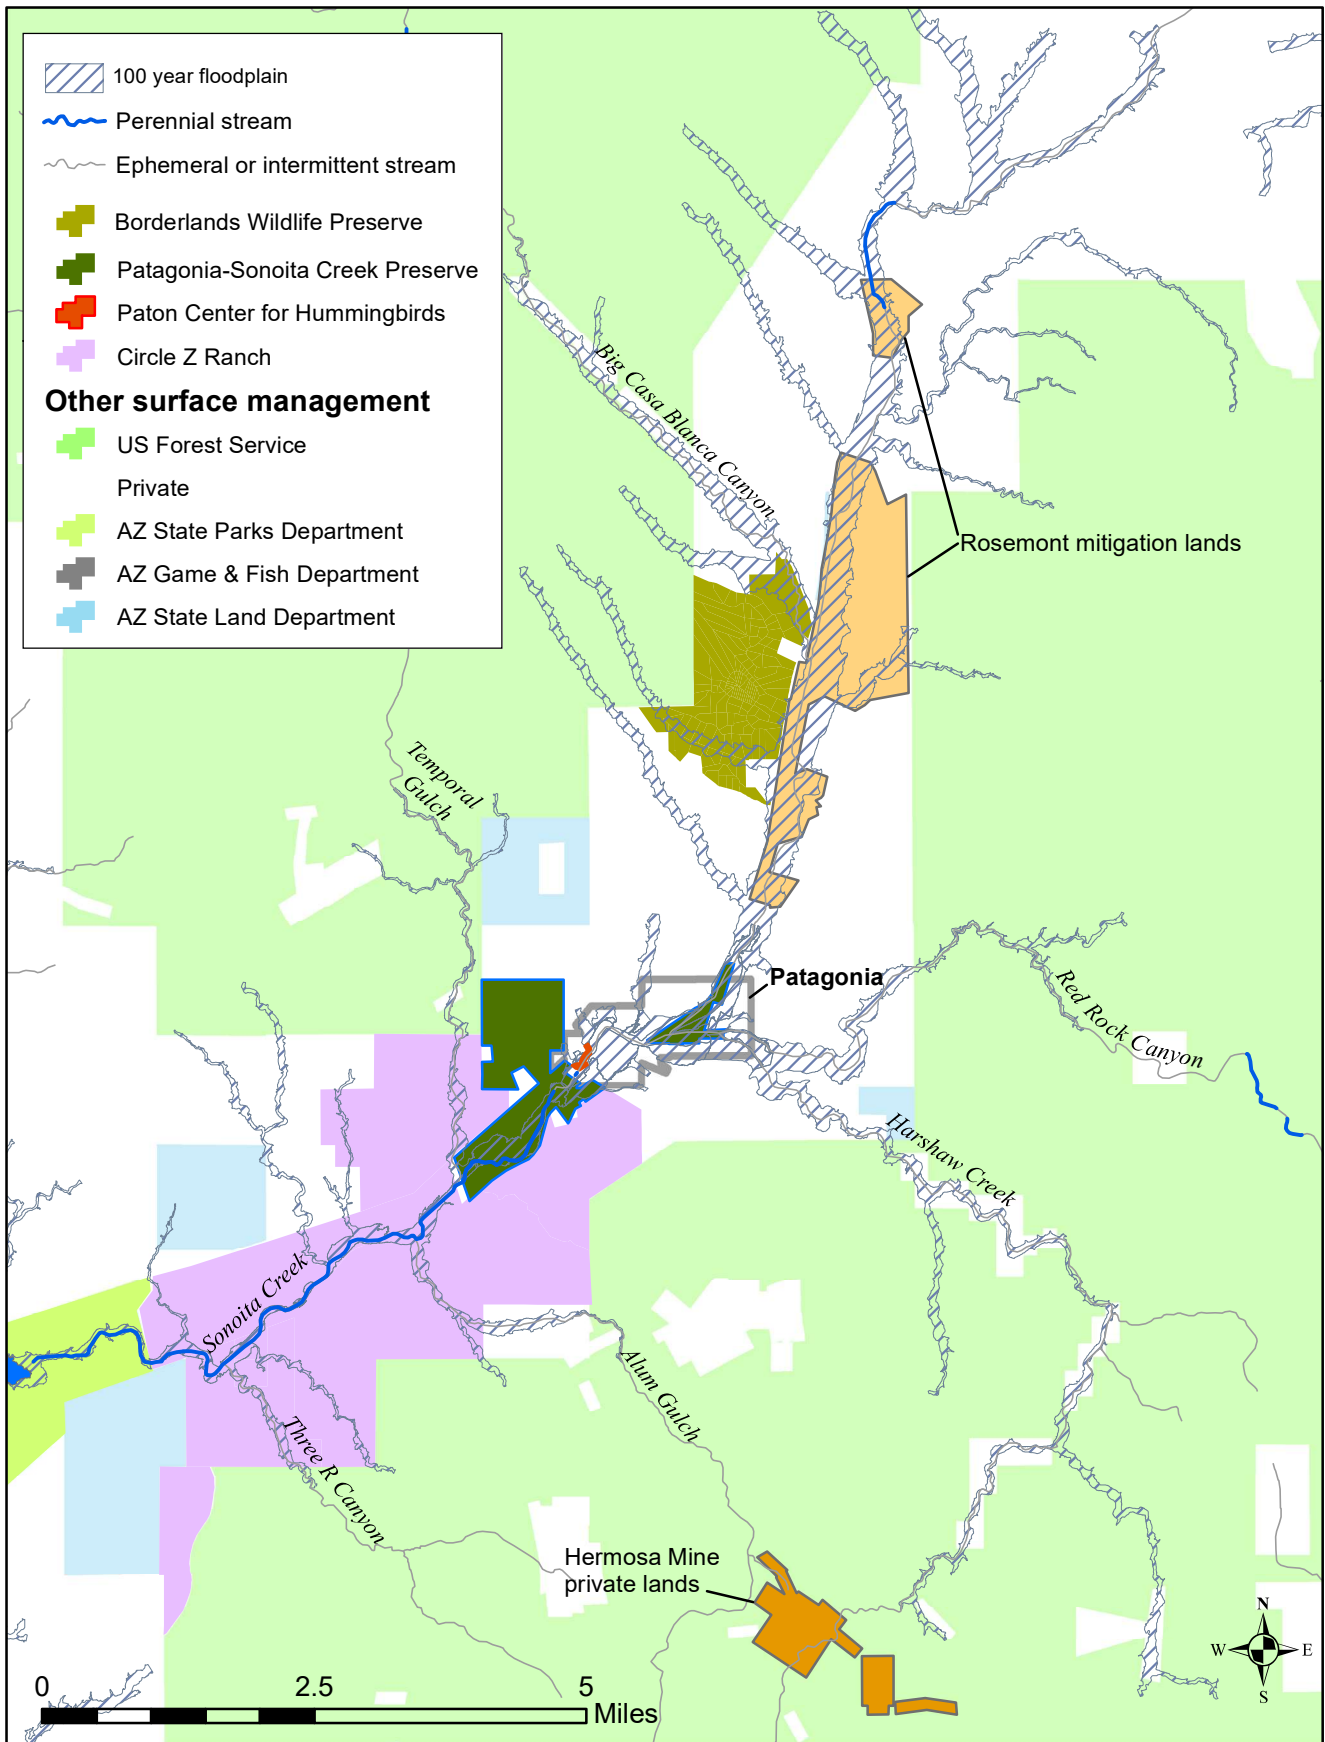 100 year floodplain
Perennial stream
Ephemeral or intermittent stream
Borderlands Wildlife Preserve
Patagonia-Sonoita Creek Preserve
Paton Center for Hummingbirds
Circle Z Ranch
Other surface management
US Forest Service
Private
AZ State Parks Department
AZ Game & Fish Department
AZ State Land Department
Big Casa Blanca Canyon
Rosemont mitigation lands
Temporal
Gulch
Patagonia
Red Rock Canyon
Harshaw Creek
Sonoita Creek
Alum Gulch
Three R Canyon
Hermosa Mine
private lands
N
W
E
S
0
2.5
5
Miles